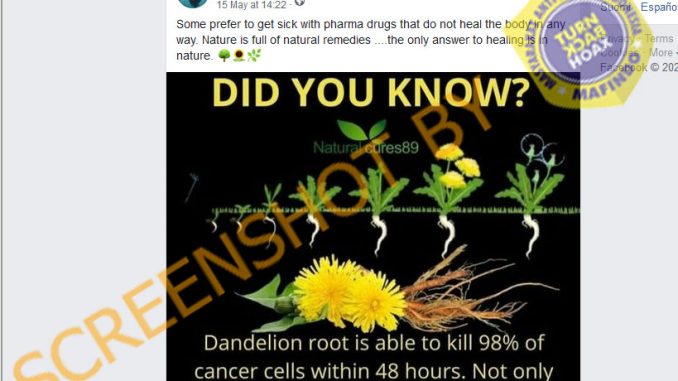 15 May at 14:22 ·
Some prefer to get sick with pharma drugs that do not heal the body in any
way. Nature is full of natural remedies ....the only answer to healing is in
nature.
Suomi · Español
Privacy · Terms
Cookies · More
Facebook © 202
TURN
BACK
HOAX
MAFINDO
DID YOU KNOW?
Natural cures89
SCREENSHOT BY
Dandelion root is able to kill 98% of
cancer cells within 48 hours. Not only